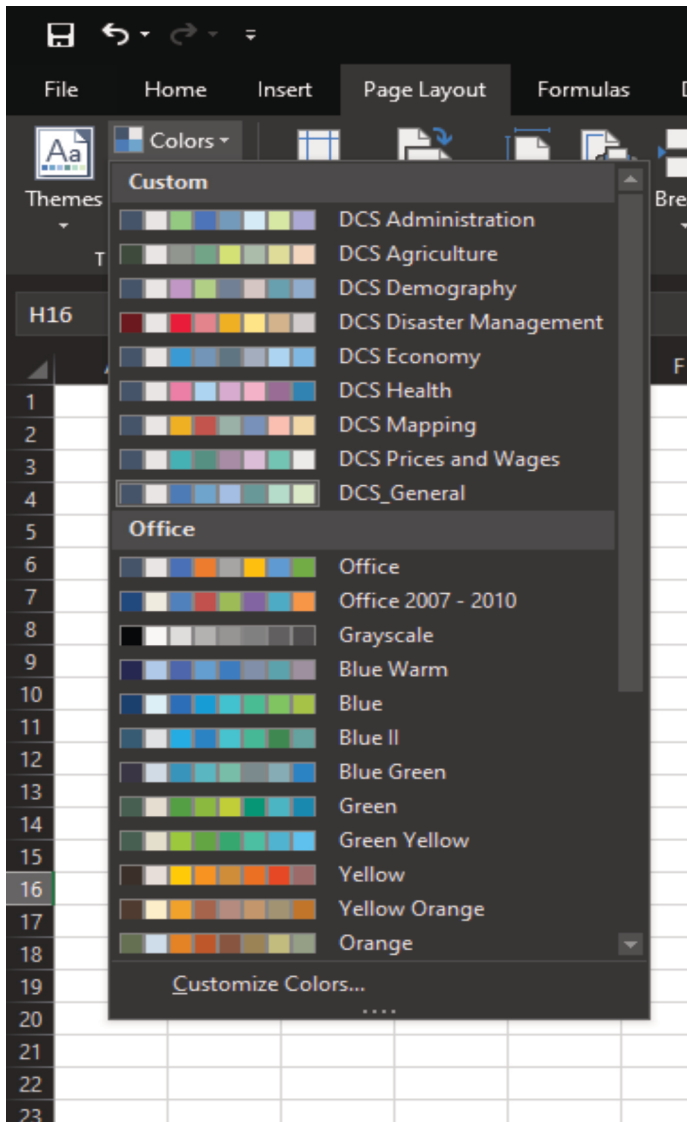 File Home Insert Page Layout Formulas
Aa Colors
Themes
Custom
DCS Administration
DCS Agriculture
DCS Demography
DCS Disaster Management
DCS Economy
DCS Health
DCS Mapping
DCS Prices and Wages
DCS_General
Office
Office
Office 2007 - 2010
Grayscale
Blue Warm
Blue
Blue II
Blue Green
Green
Green Yellow
Yellow
Yellow Orange
Orange
Customize Colors...
Bre
T
H16
F
1
2
3
4
5
6
7
8
9
10
11
12
13
14
15
16
17
18
19
20
21
22
23